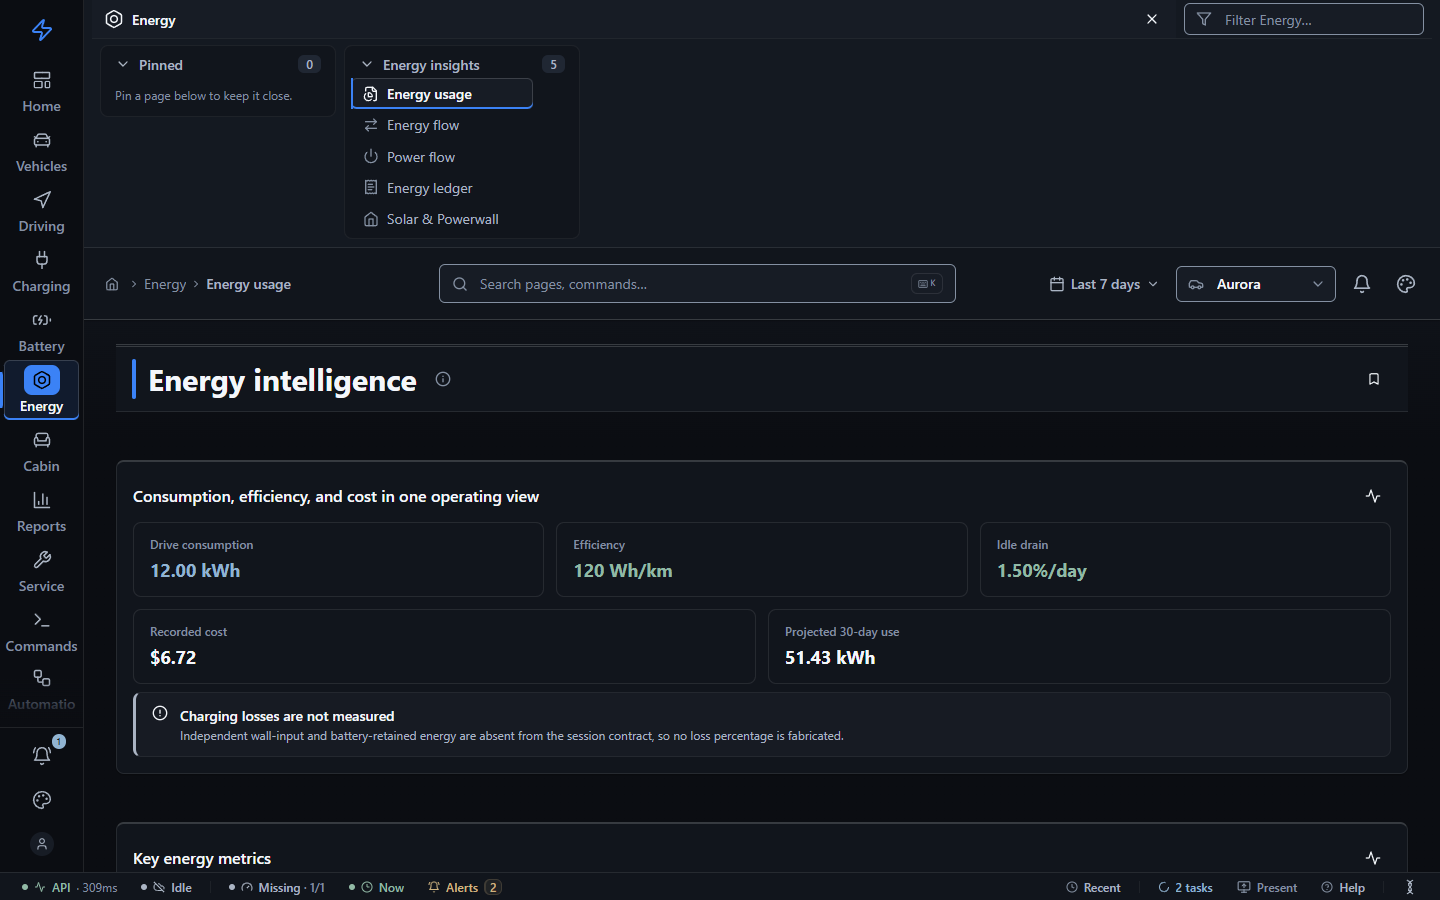 Energy
Filter Energy...
Pinned
0
Pin a page below to keep it close.
Energy insights
5
Energy usage
Energy flow
Power flow
Energy ledger
Solar & Powerwall
Home
Vehicles
Driving
Charging
Battery
Energy
Cabin
Reports
Service
Commands
Automatio
1
Energy
Energy usage
Search pages, commands...
K
Last 7 days
Aurora
Energy intelligence
Consumption, efficiency, and cost in one operating view
Drive consumption
12.00 kWh
Efficiency
120 Wh/km
Idle drain
1.50%/day
Recorded cost
$6.72
Projected 30-day use
51.43 kWh
Charging losses are not measured
Independent wall-input and battery-retained energy are absent from the session contract, so no loss percentage is fabricated.
Key energy metrics
API · 309ms
Idle
Missing · 1/1
Now
Alerts 2
Recent
2 tasks
Present
Help